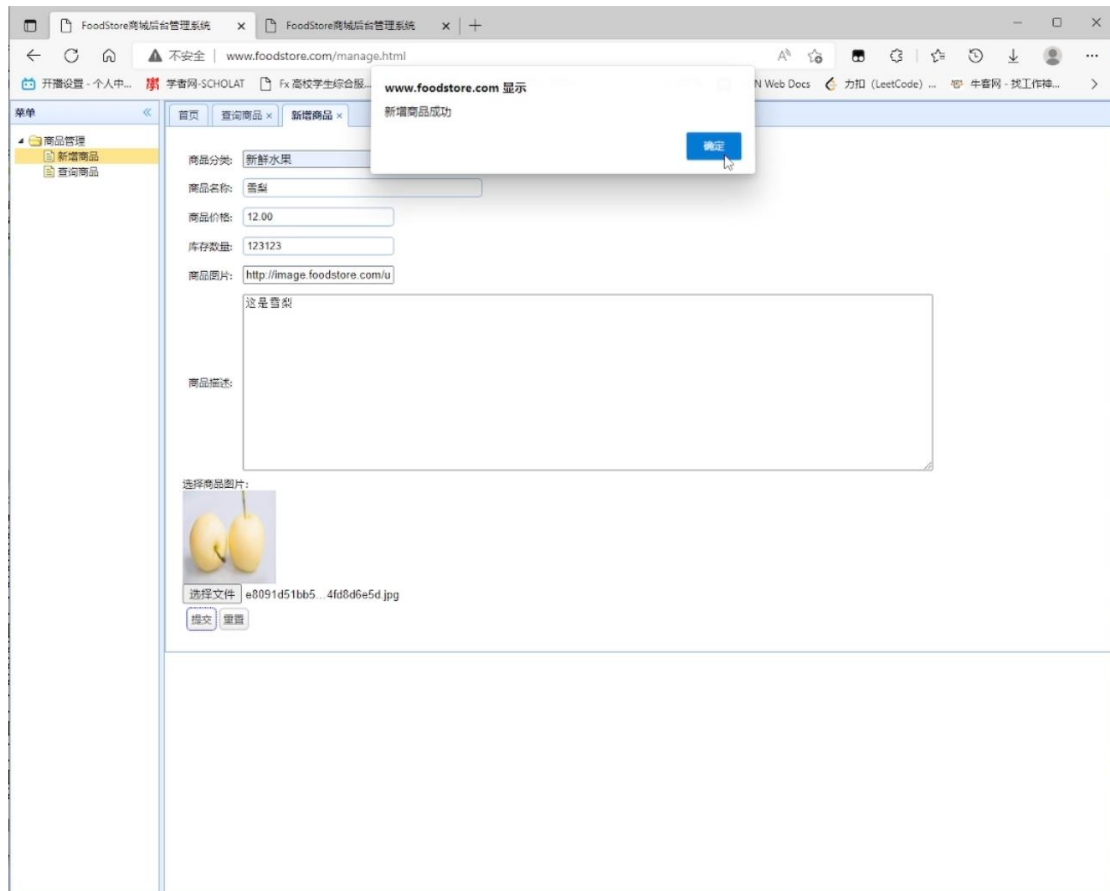 FoodStore商城后台管理系统
FoodStore商城后台管理系统
不安全 | www.foodstore.com/manage.html
开播设置 - 个人中...
学者网-SCHOLAT
Fx 高校学生综合服...
N Web Docs
力扣（LeetCode）...
牛客网 - 找工作神...
www.foodstore.com 显示
新增商品成功
确定
菜单
商品管理
新增商品
查询商品
首页
查询商品
新增商品
商品分类: 新鲜水果
商品名称: 雪梨
商品价格: 12.00
库存数量: 123123
商品图片: http://image.foodstore.com/u
商品描述: 这是雪梨
选择商品图片:
选择文件 e8091d51bb5...4fd8d6e5d.jpg
提交 重置